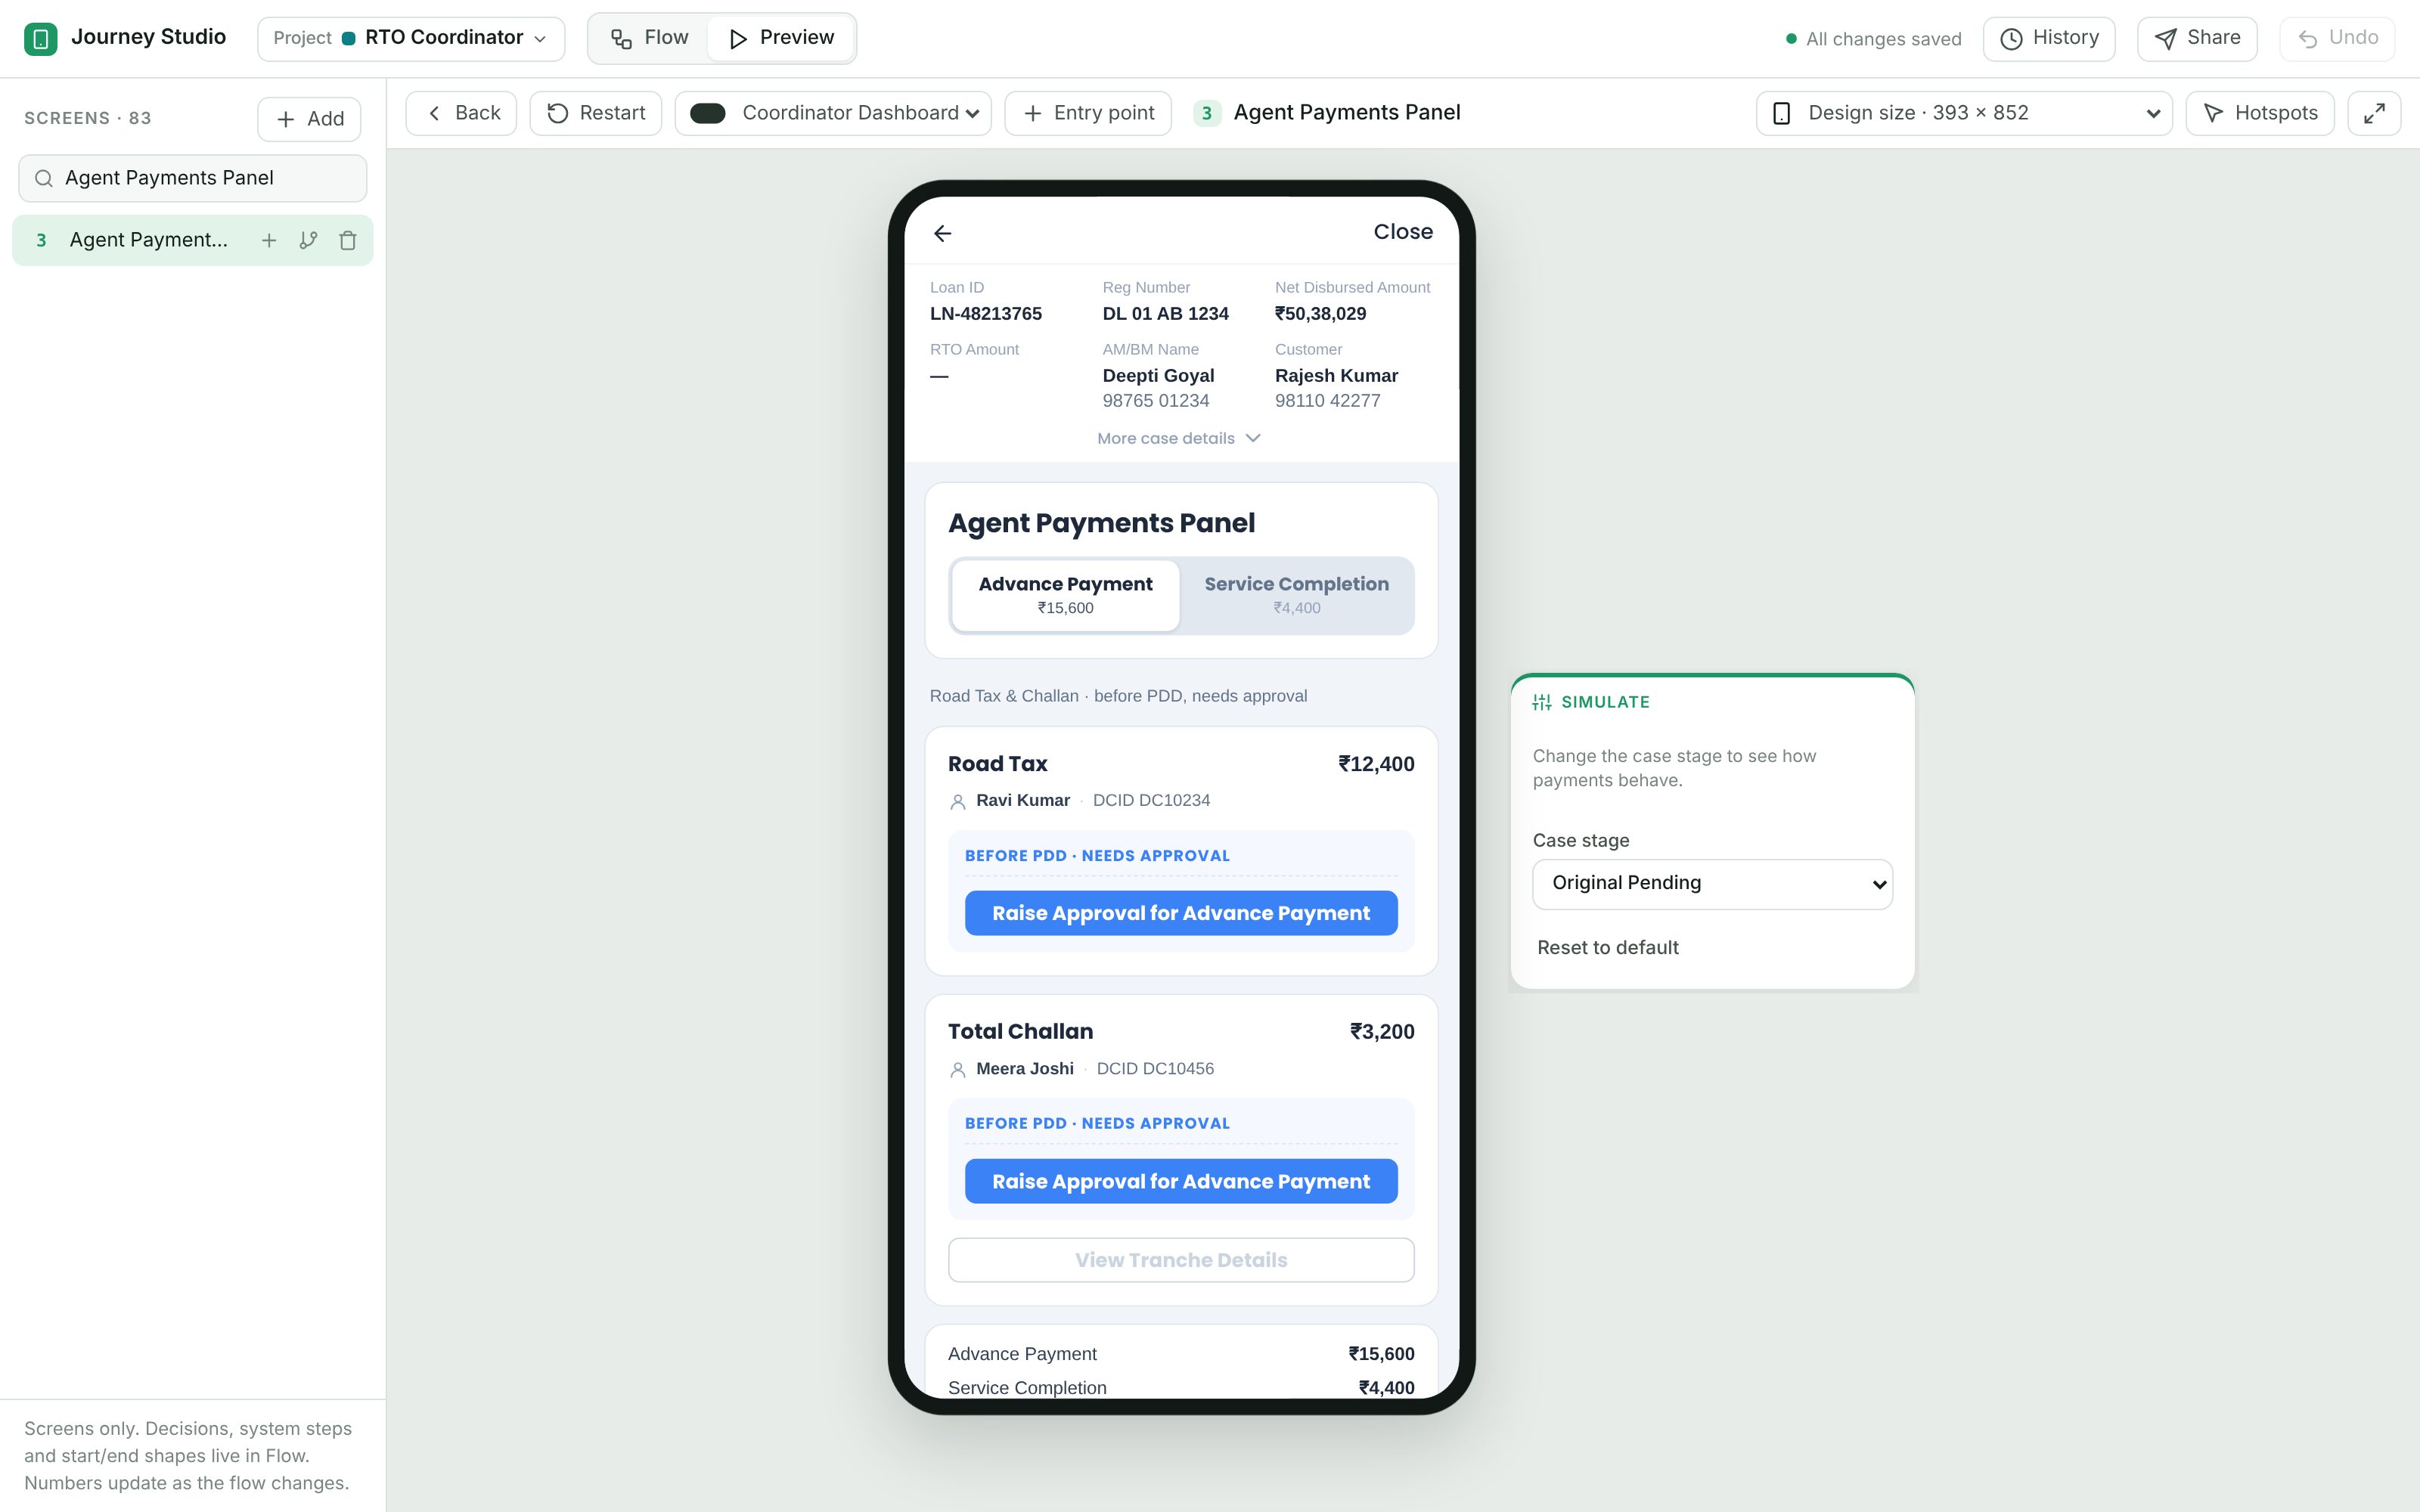 Journey Studio
Project RTO Coordinator
Flow
Preview
All changes saved
History
Share
Undo
SCREENS · 83
Add
Back
Restart
Coordinator Dashboard
Entry point
3 Agent Payments Panel
Design size · 393 × 852
Hotspots
Agent Payments Panel
3 Agent Payment...
Screens only. Decisions, system steps
and start/end shapes live in Flow.
Numbers update as the flow changes.
Close
Loan ID
LN-48213765
Reg Number
DL 01 AB 1234
Net Disbursed Amount
₹50,38,029
RTO Amount
—
AM/BM Name
Deepti Goyal
98765 01234
Customer
Rajesh Kumar
98110 42277
More case details
Agent Payments Panel
Advance Payment
₹15,600
Service Completion
₹4,400
Road Tax & Challan · before PDD, needs approval
Road Tax ₹12,400
Ravi Kumar · DCID DC10234
BEFORE PDD · NEEDS APPROVAL
Raise Approval for Advance Payment
Total Challan ₹3,200
Meera Joshi · DCID DC10456
BEFORE PDD · NEEDS APPROVAL
Raise Approval for Advance Payment
View Tranche Details
Advance Payment ₹15,600
Service Completion ₹4,400
SIMULATE
Change the case stage to see how
payments behave.
Case stage
Original Pending
Reset to default